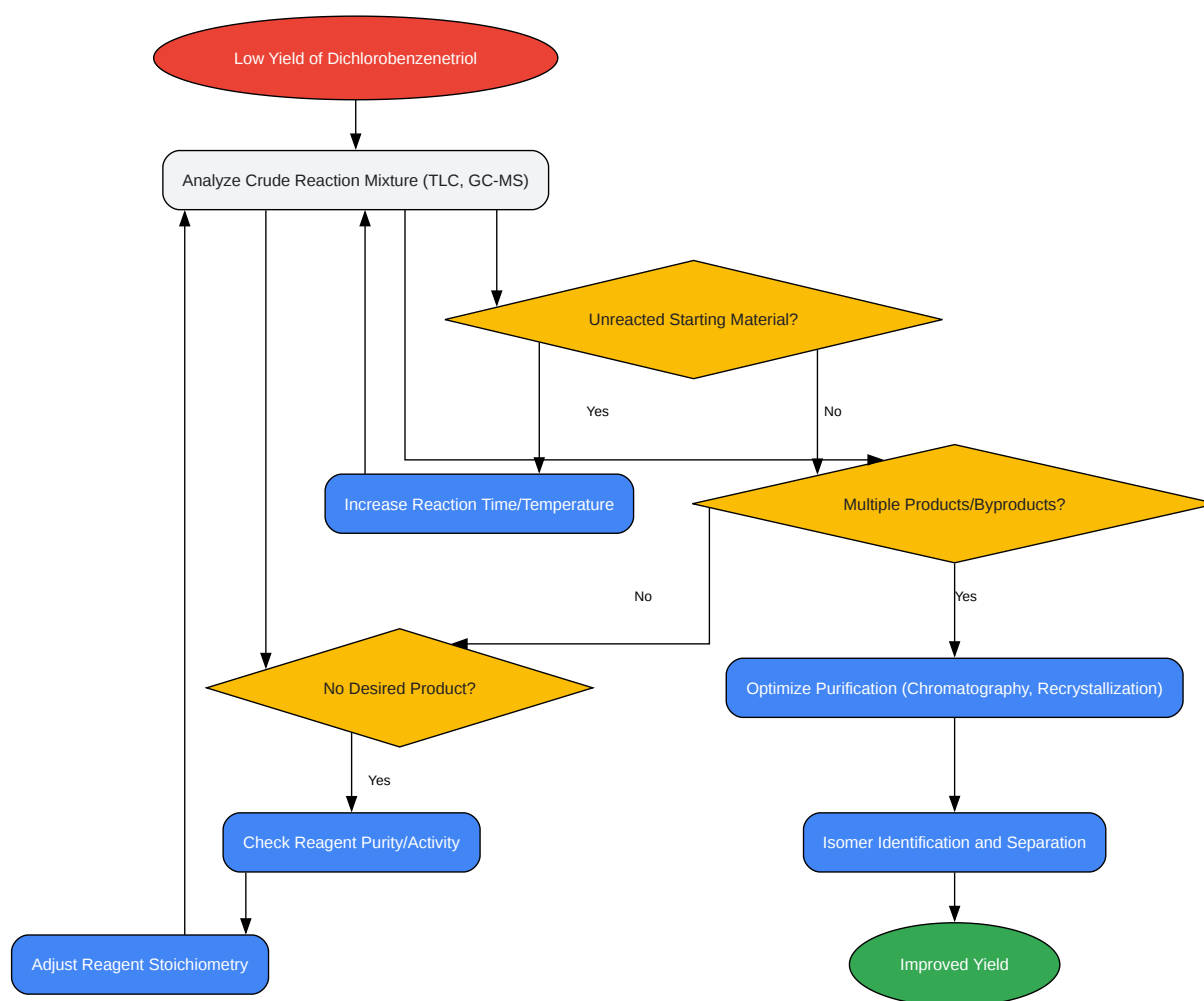 Low Yield of Dichlorobenzenetriol
Analyze Crude Reaction Mixture (TLC, GC-MS)
Unreacted Starting Material?
Yes
No
Increase Reaction Time/Temperature
Multiple Products/Byproducts?
No
Yes
No Desired Product?
Optimize Purification (Chromatography, Recrystallization)
Yes
Check Reagent Purity/Activity
Isomer Identification and Separation
Adjust Reagent Stoichiometry
Improved Yield